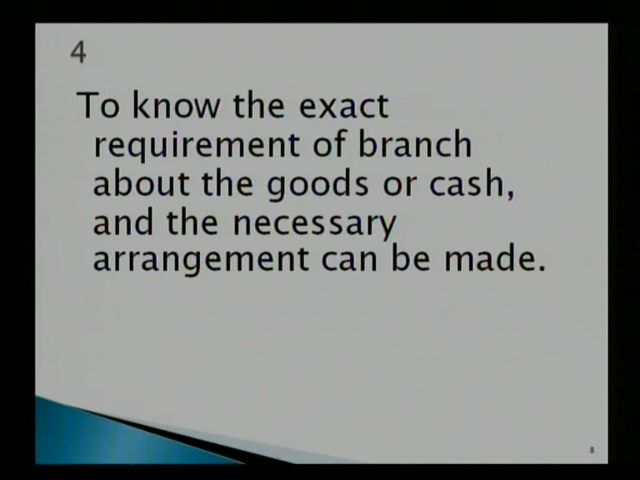 4
To know the exact
requirement of branch
about the goods or cash,
and the necessary
arrangement can be made.
8